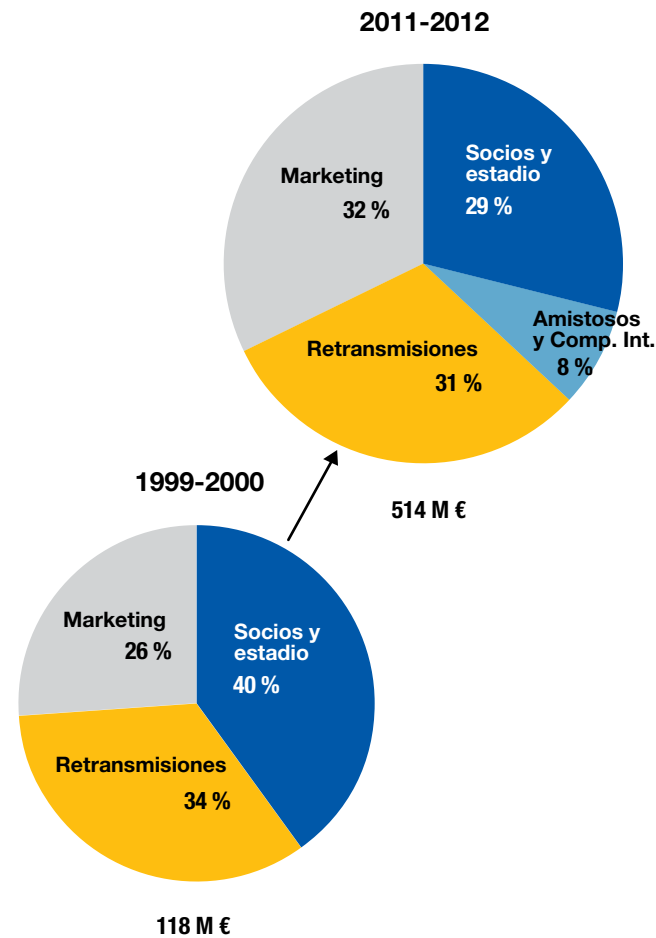 2011-2012
Marketing
32 %
Socios y
estadio
29 %
Amistosos
y Comp. Int.
8 %
Retransmisiones
31 %
514 M €
1999-2000
Marketing
26 %
Socios y
estadio
40 %
Retransmisiones
34 %
118 M €